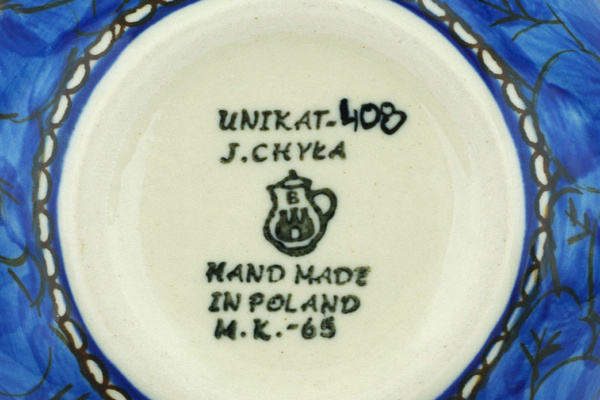 UNIKAT-408
J.CHYŁA
B
HAND MADE
IN POLAND
M.K.-65